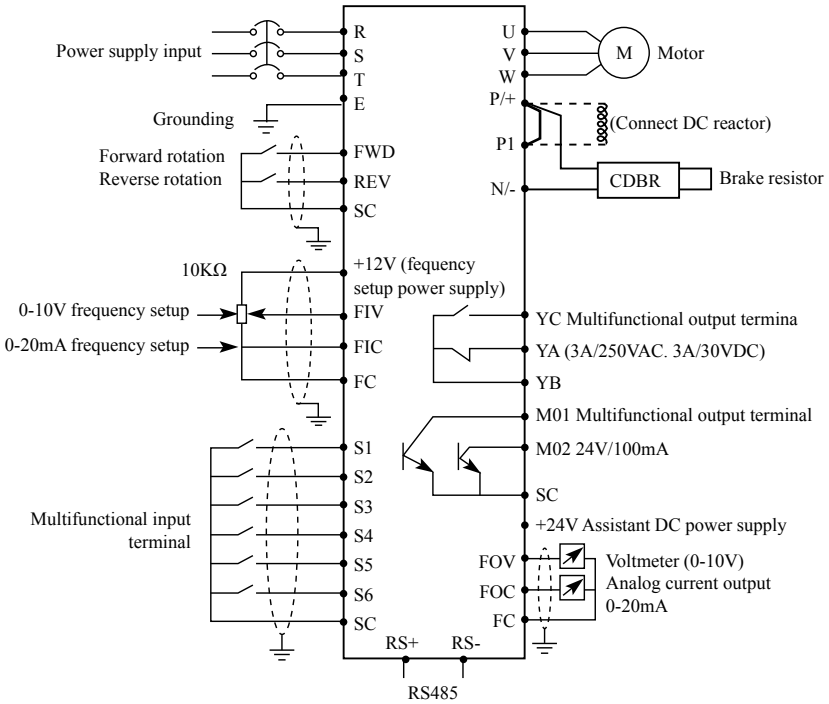 Power supply input
R
S
T
E
Grounding
Forward rotation
Reverse rotation
FWD
REV
SC
10KΩ
+12V (fequency
setup power supply)
0-10V frequency setup
FIV
0-20mA frequency setup
FIC
FC
Multifunctional input
terminal
S1
S2
S3
S4
S5
S6
SC
RS+
RS-
RS485
U
V
W
M
Motor
P/+
P1
(Connect DC reactor)
N/-
CDBR
Brake resistor
YC Multifunctional output termina
YA (3A/250VAC. 3A/30VDC)
YB
M01 Multifunctional output terminal
M02 24V/100mA
SC
+24V Assistant DC power supply
FOV
Voltmeter (0-10V)
FOC
Analog current output
0-20mA
FC